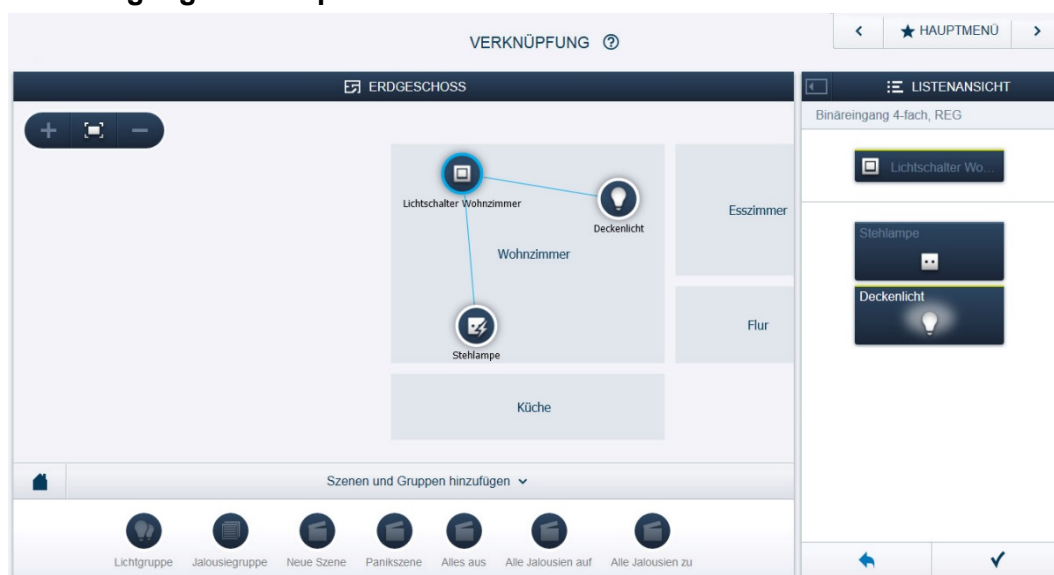 VERKNÜPFUNG
HAUPTMENÜ
ERDGESCHOSS
LISTENANSICHT
Binäreingang 4-fach, REG
Lichtschalter Wo...
Lichtschalter Wohnzimmer
Deckenlicht
Wohnzimmer
Esszimmer
Stehlampe
Deckenlicht
Flur
Stehlampe
Küche
Szenen und Gruppen hinzufügen
Lichtgruppe Jalousiegruppe Neue Szene Panikszene Alles aus Alle Jalousien auf Alle Jalousien zu